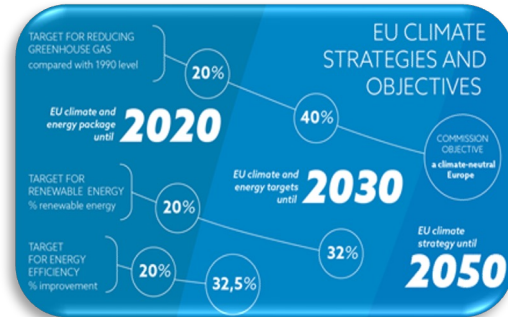 EU CLIMATE
STRATEGIES AND
OBJECTIVES
TARGET FOR REDUCING
GREENHOUSE GAS
compared with 1990 level
20%
40%
COMMISSION
OBJECTIVE
a climate-neutral
Europe
EU climate and
energy package
until
2020
EU climate and
energy targets
until
2030
EU climate
strategy until
2050
TARGET FOR
RENEWABLE ENERGY
% renewable energy
20%
32%
TARGET
FOR ENERGY
EFFICIENCY
% improvement
20%
32,5%